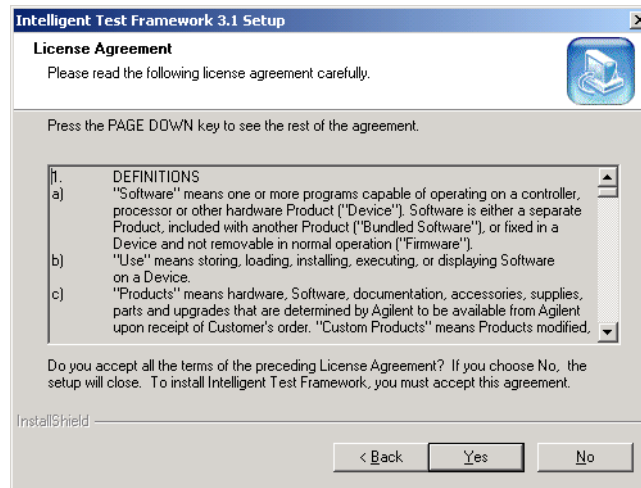 Intelligent Test Framework 3.1 Setup
License Agreement
Please read the following license agreement carefully.
Press the PAGE DOWN key to see the rest of the agreement.
1. DEFINITIONS
a) "Software" means one or more programs capable of operating on a controller,
processor or other hardware Product ("Device"). Software is either a separate
Product, included with another Product ("Bundled Software"), or fixed in a
Device and not removable in normal operation ("Firmware").
b) "Use" means storing, loading, installing, executing, or displaying Software
on a Device.
c) "Products" means hardware, Software, documentation, accessories, supplies,
parts and upgrades that are determined by Agilent to be available from Agilent
upon receipt of Customer's order. "Custom Products" means Products modified,
Do you accept all the terms of the preceding License Agreement? If you choose No, the
setup will close. To install Intelligent Test Framework, you must accept this agreement.
InstallShield
< Back Yes No